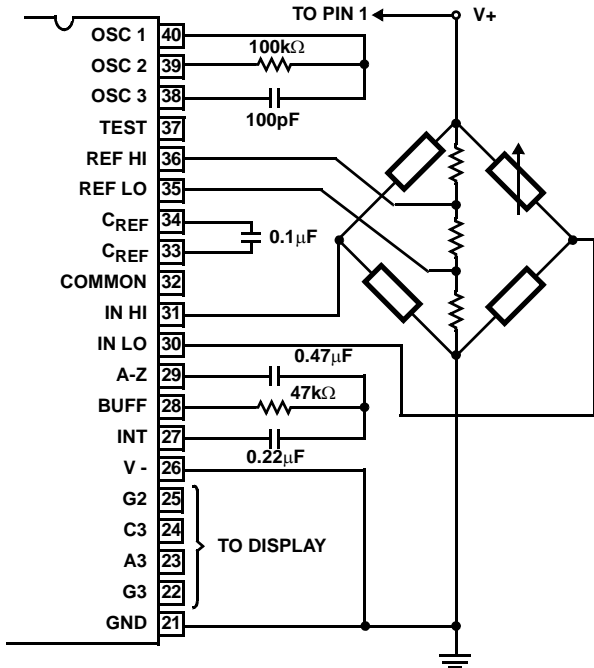 TO PIN 1 V+
OSC 1 40
100kΩ
OSC 2 39
OSC 3 38
100pF
TEST 37
REF HI 36
REF LO 35
CREF 34
0.1μF
CREF 33
COMMON 32
IN HI 31
IN LO 30
0.47μF
A-Z 29
47kΩ
BUFF 28
INT 27
0.22μF
V - 26
G2 25
C3 24
TO DISPLAY
A3 23
G3 22
GND 21